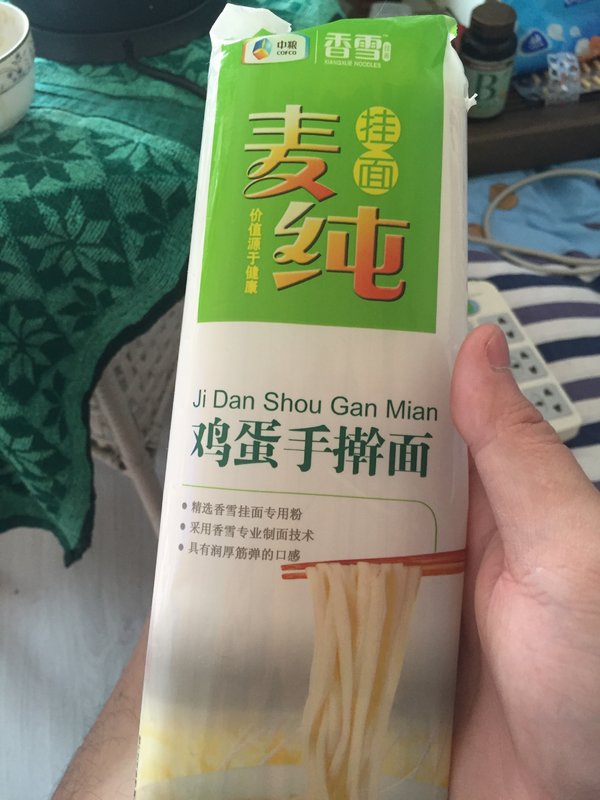 中粮
COFCO
香雪™
XIANGXUE NOODLES
挂面
麦纯
价值源于健康
Ji Dan Shou Gan Mian
鸡蛋手擀面
精选香雪挂面专用粉
采用香雪专业制面技术
具有润厚筋弹的口感
B